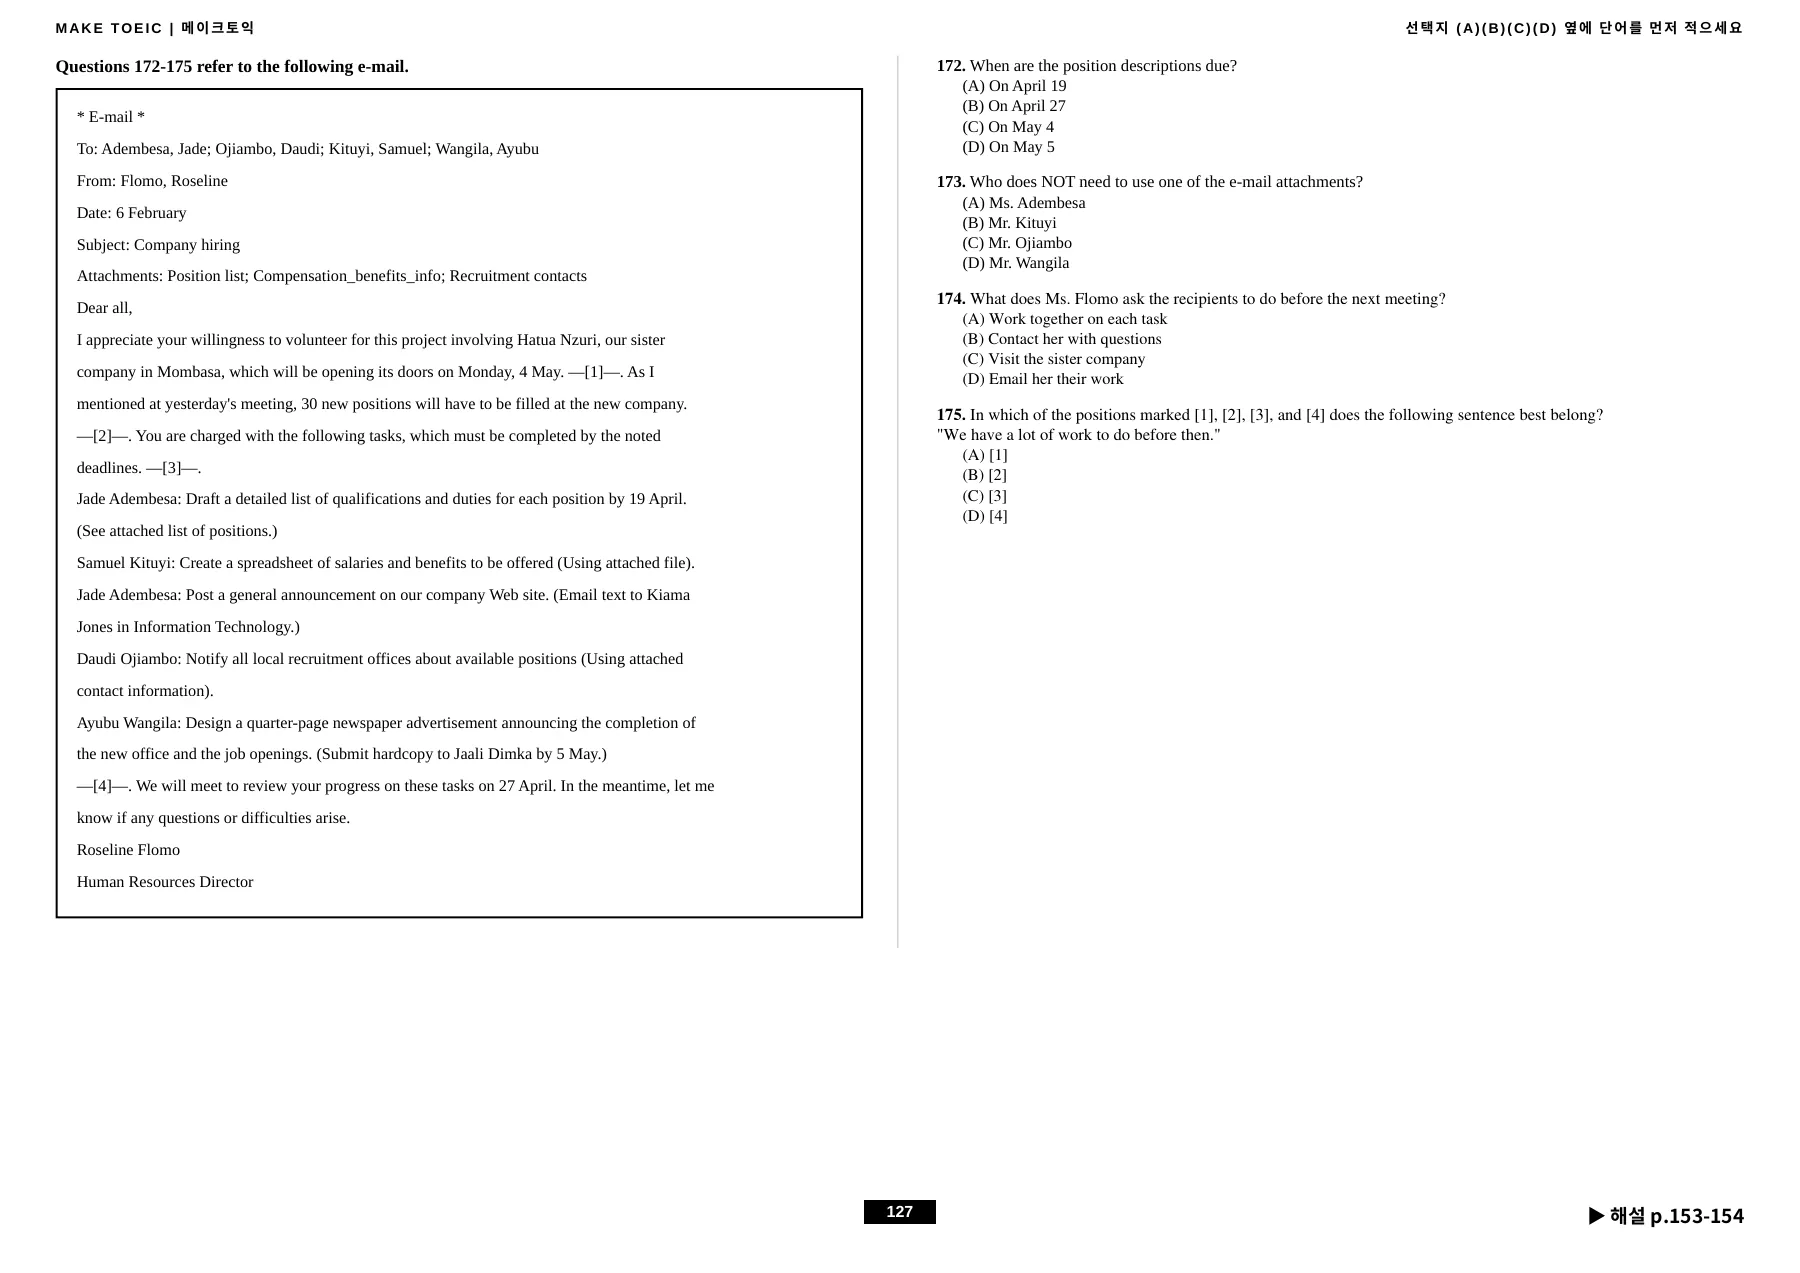 MAKE TOEIC | 메이크토익
선택지 (A)(B)(C)(D) 옆에 단어를 먼저 적으세요
Questions 172-175 refer to the following e-mail.
* E-mail *
To: Adembesa, Jade; Ojiambo, Daudi; Kituyi, Samuel; Wangila, Ayubu
From: Flomo, Roseline
Date: 6 February
Subject: Company hiring
Attachments: Position list; Compensation_benefits_info; Recruitment contacts
Dear all,
I appreciate your willingness to volunteer for this project involving Hatua Nzuri, our sister
company in Mombasa, which will be opening its doors on Monday, 4 May. —[1]—. As I
mentioned at yesterday's meeting, 30 new positions will have to be filled at the new company.
—[2]—. You are charged with the following tasks, which must be completed by the noted
deadlines. —[3]—.
Jade Adembesa: Draft a detailed list of qualifications and duties for each position by 19 April.
(See attached list of positions.)
Samuel Kituyi: Create a spreadsheet of salaries and benefits to be offered (Using attached file).
Jade Adembesa: Post a general announcement on our company Web site. (Email text to Kiama
Jones in Information Technology.)
Daudi Ojiambo: Notify all local recruitment offices about available positions (Using attached
contact information).
Ayubu Wangila: Design a quarter-page newspaper advertisement announcing the completion of
the new office and the job openings. (Submit hardcopy to Jaali Dimka by 5 May.)
—[4]—. We will meet to review your progress on these tasks on 27 April. In the meantime, let me
know if any questions or difficulties arise.
Roseline Flomo
Human Resources Director
172. When are the position descriptions due?
(A) On April 19
(B) On April 27
(C) On May 4
(D) On May 5
173. Who does NOT need to use one of the e-mail attachments?
(A) Ms. Adembesa
(B) Mr. Kituyi
(C) Mr. Ojiambo
(D) Mr. Wangila
174. What does Ms. Flomo ask the recipients to do before the next meeting?
(A) Work together on each task
(B) Contact her with questions
(C) Visit the sister company
(D) Email her their work
175. In which of the positions marked [1], [2], [3], and [4] does the following sentence best belong?
"We have a lot of work to do before then."
(A) [1]
(B) [2]
(C) [3]
(D) [4]
127
▶ 해설 p.153-154